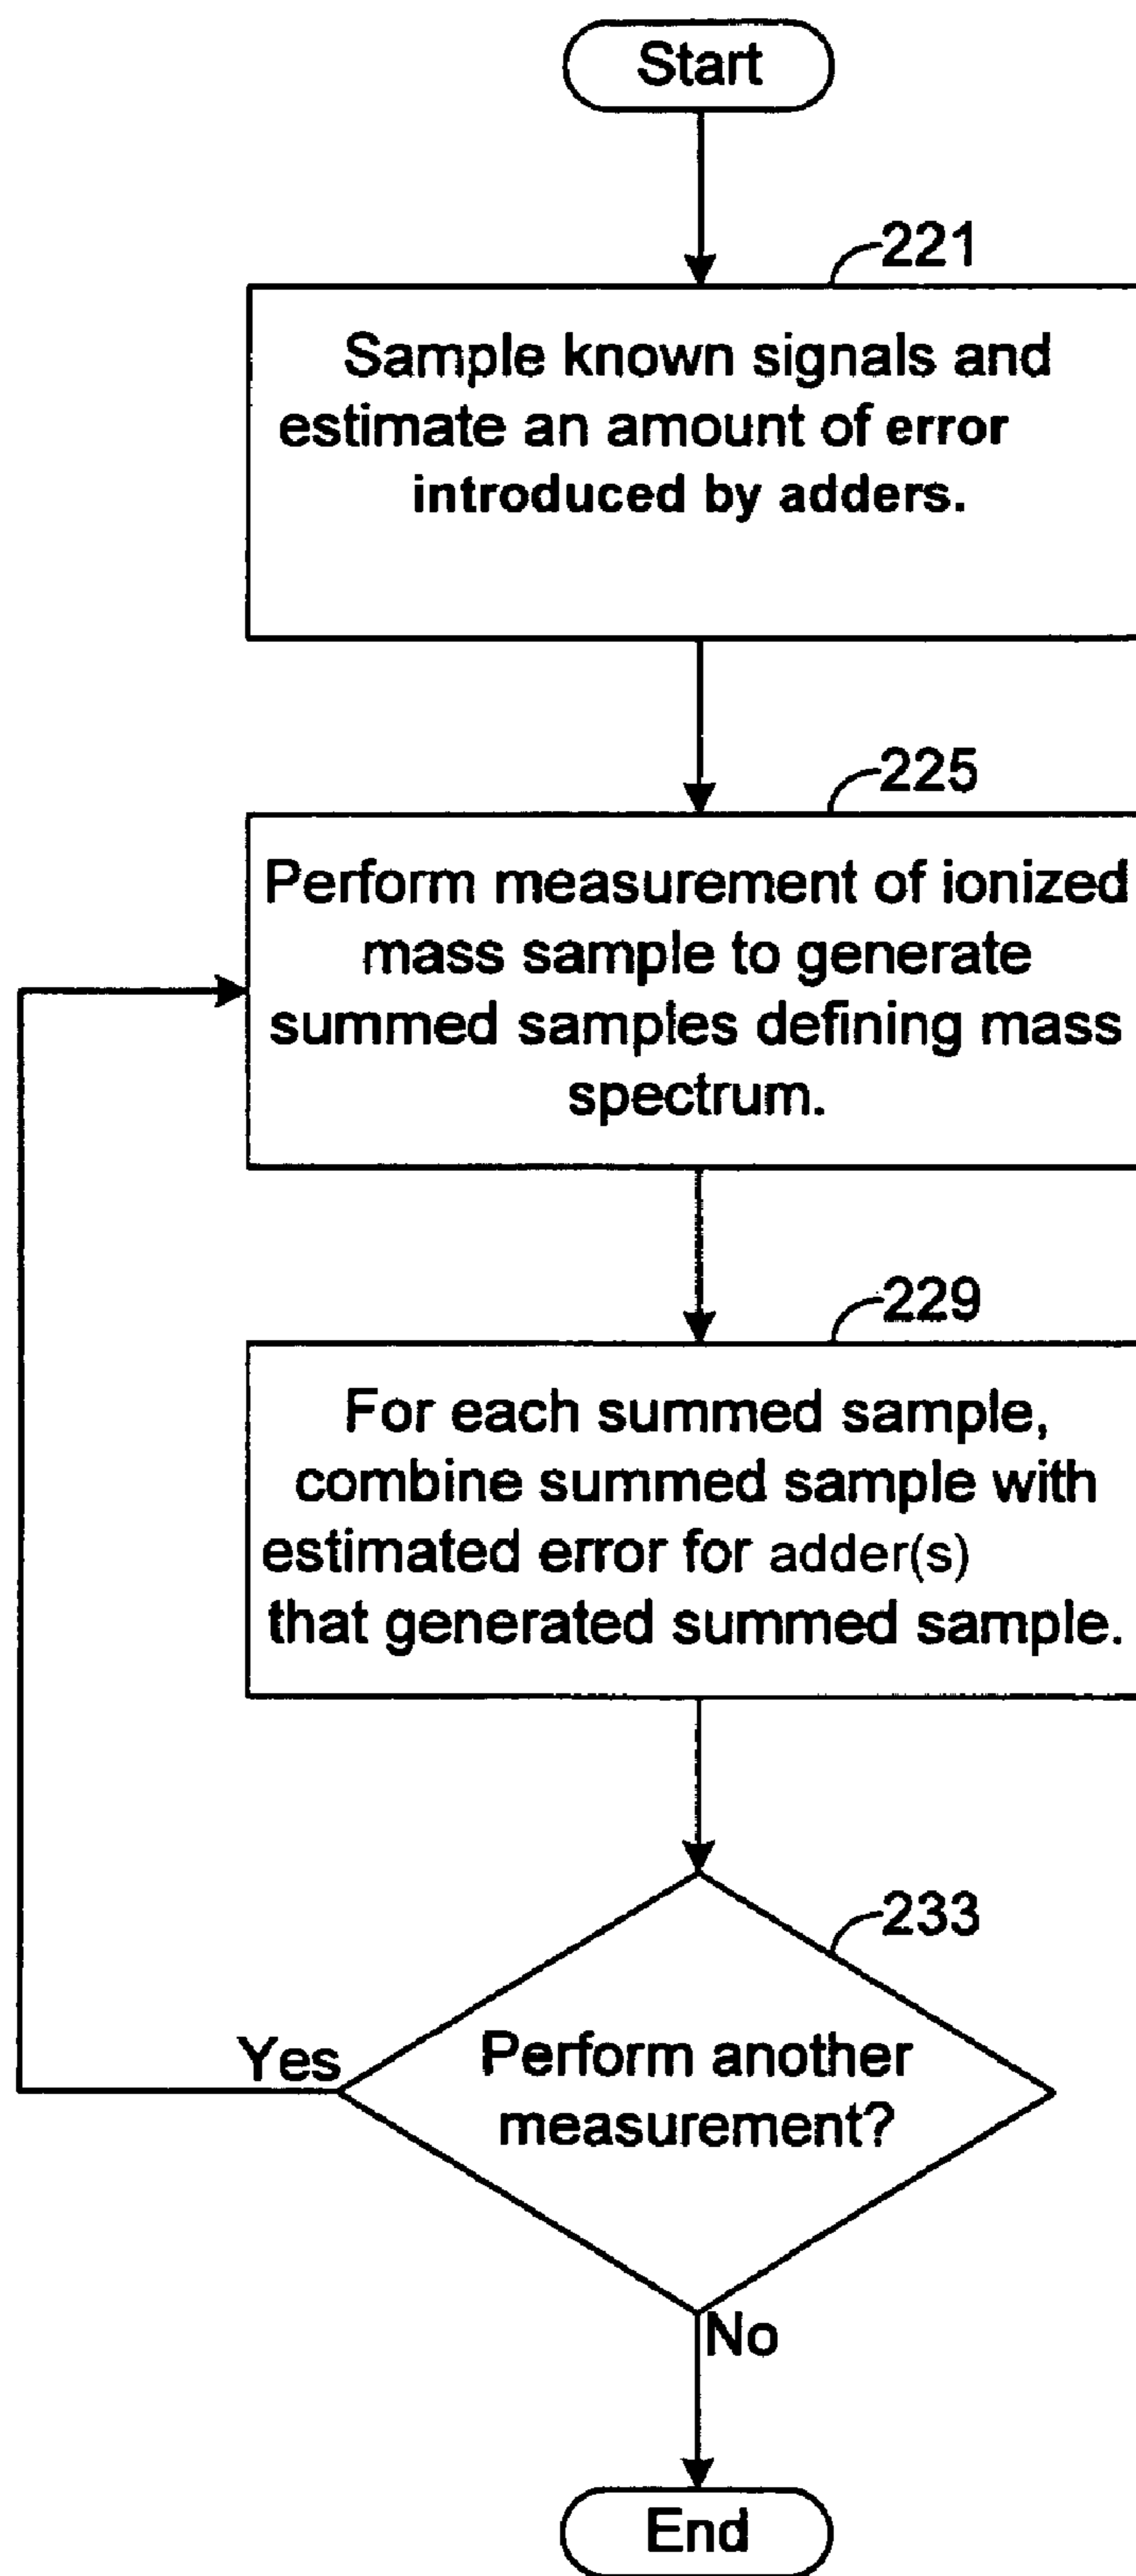 Start
221
Sample known signals and
estimate an amount of error
introduced by adders.
225
Perform measurement of ionized
mass sample to generate
summed samples defining mass
spectrum.
229
For each summed sample,
combine summed sample with
estimated error for adder(s)
that generated summed sample.
233
Yes
Perform another
measurement?
No
End